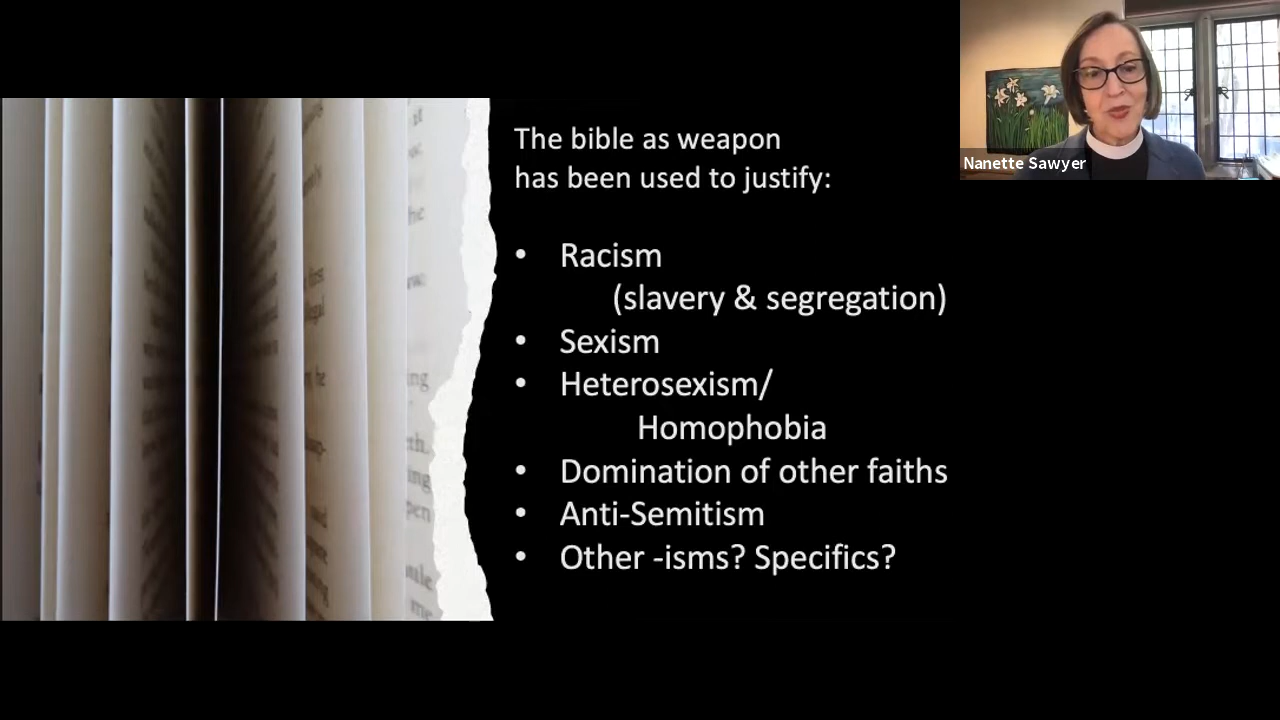 The bible as weapon
has been used to justify:
• Racism
(slavery & segregation)
• Sexism
• Heterosexism/
Homophobia
• Domination of other faiths
• Anti-Semitism
• Other -isms? Specifics?
Nanette Sawyer